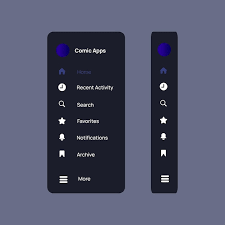 Comic Apps
Home
Recent Activity
Search
Favorites
Notifications
Archive
More